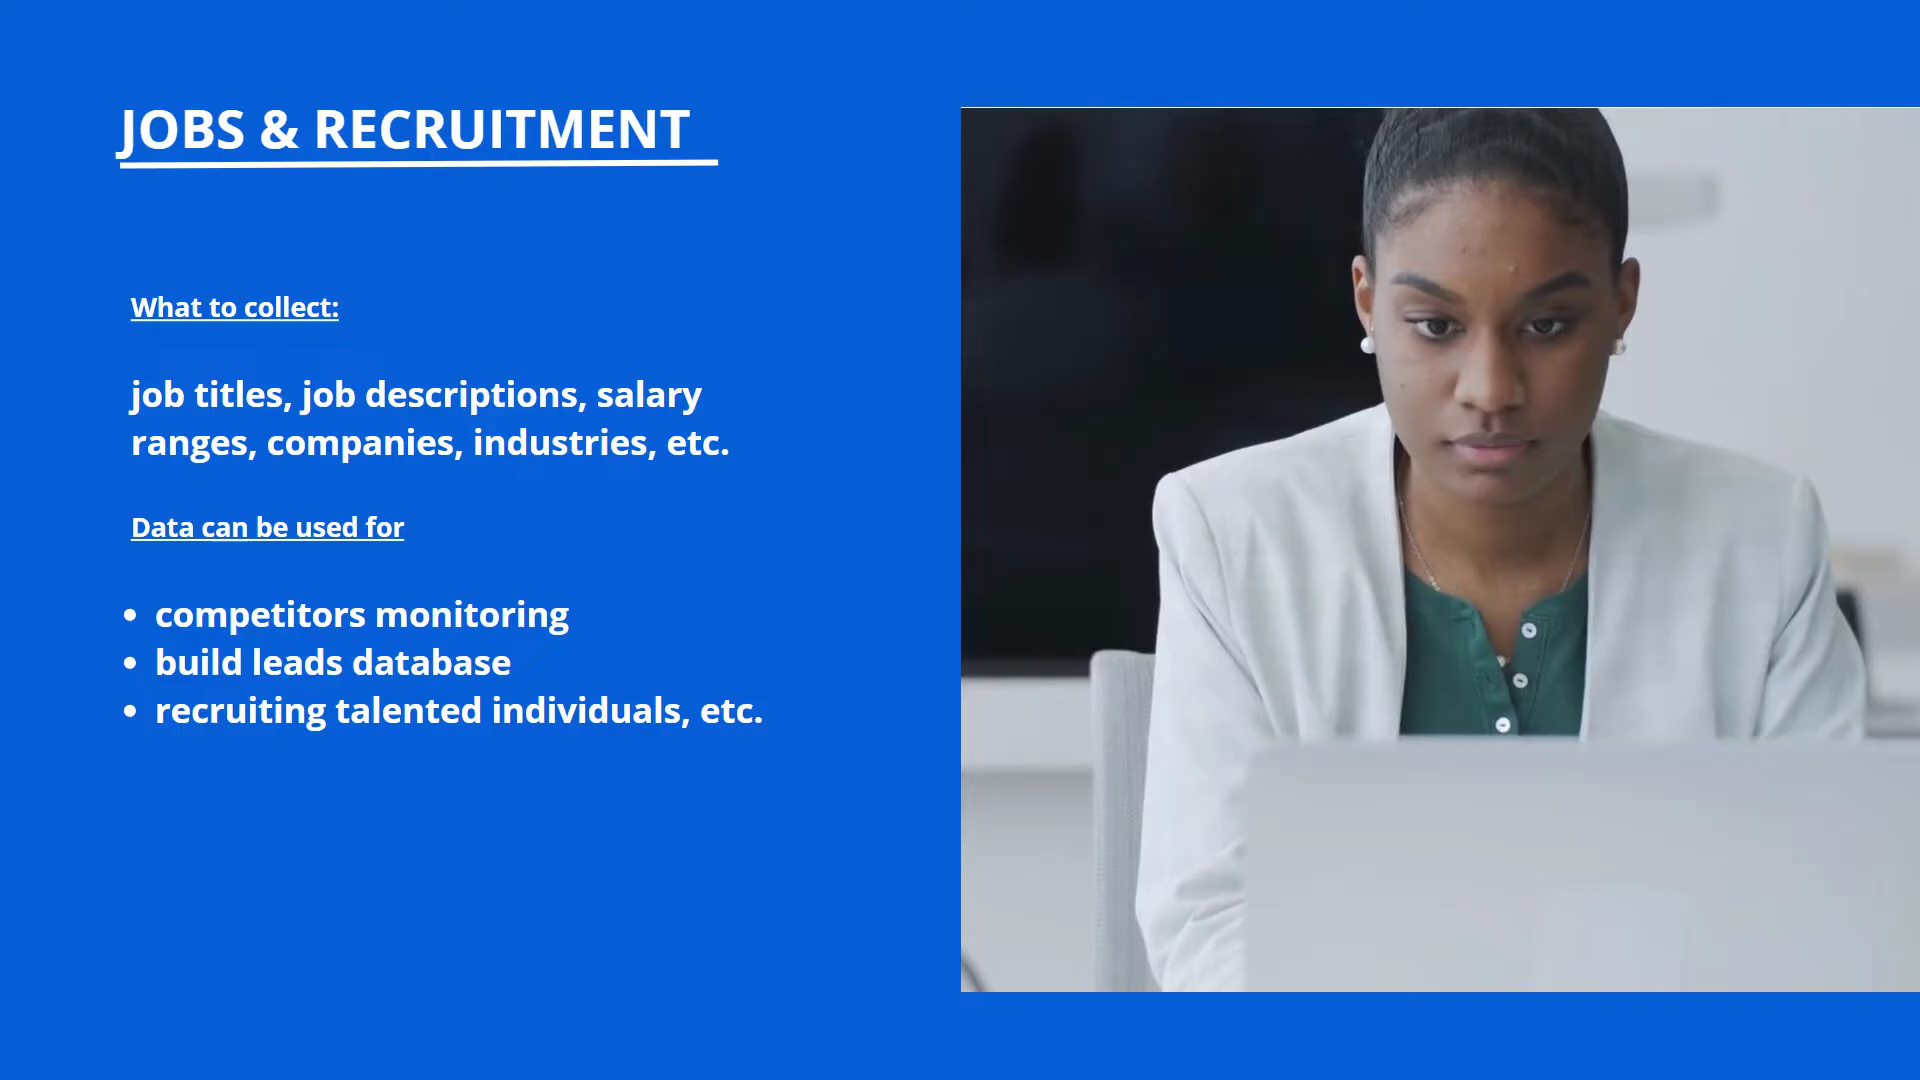 JOBS & RECRUITMENT
What to collect:
job titles, job descriptions, salary
ranges, companies, industries, etc.
Data can be used for
• competitors monitoring
• build leads database
• recruiting talented individuals, etc.